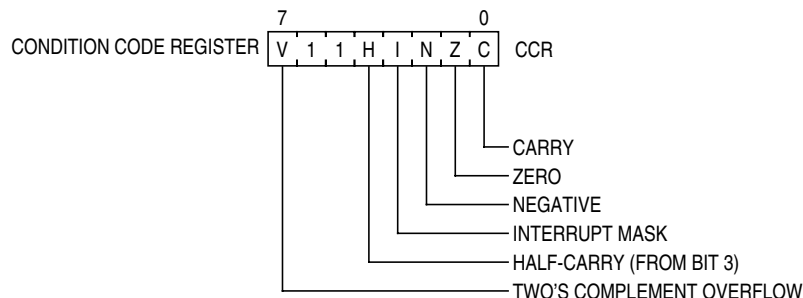 7 0
CONDITION CODE REGISTER V 1 1 H I N Z C CCR
CARRY
ZERO
NEGATIVE
INTERRUPT MASK
HALF-CARRY (FROM BIT 3)
TWO'S COMPLEMENT OVERFLOW